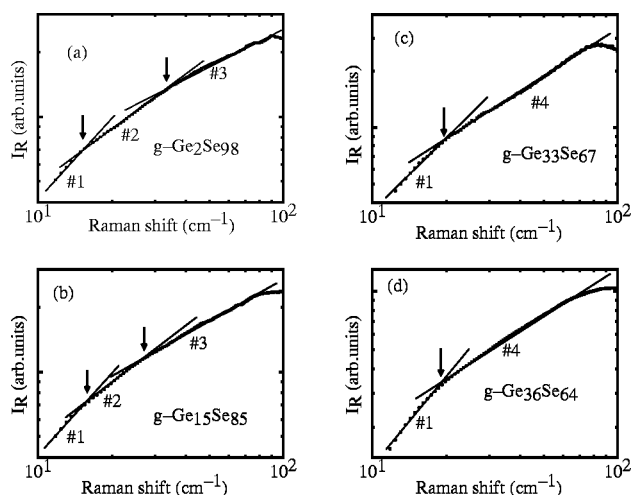 (a)
#3
#2
g–Ge2Se98
#1
IR (arb.units)
10^1
10^2
Raman shift (cm–1)
(c)
#4
g–Ge33Se67
#1
IR (arb.units)
10^1
10^2
Raman shift (cm–1)
(b)
#3
#2
g–Ge15Se85
#1
IR (arb.units)
10^1
10^2
Raman shift (cm–1)
(d)
#4
g–Ge36Se64
#1
IR (arb.units)
10^1
10^2
Raman shift (cm–1)